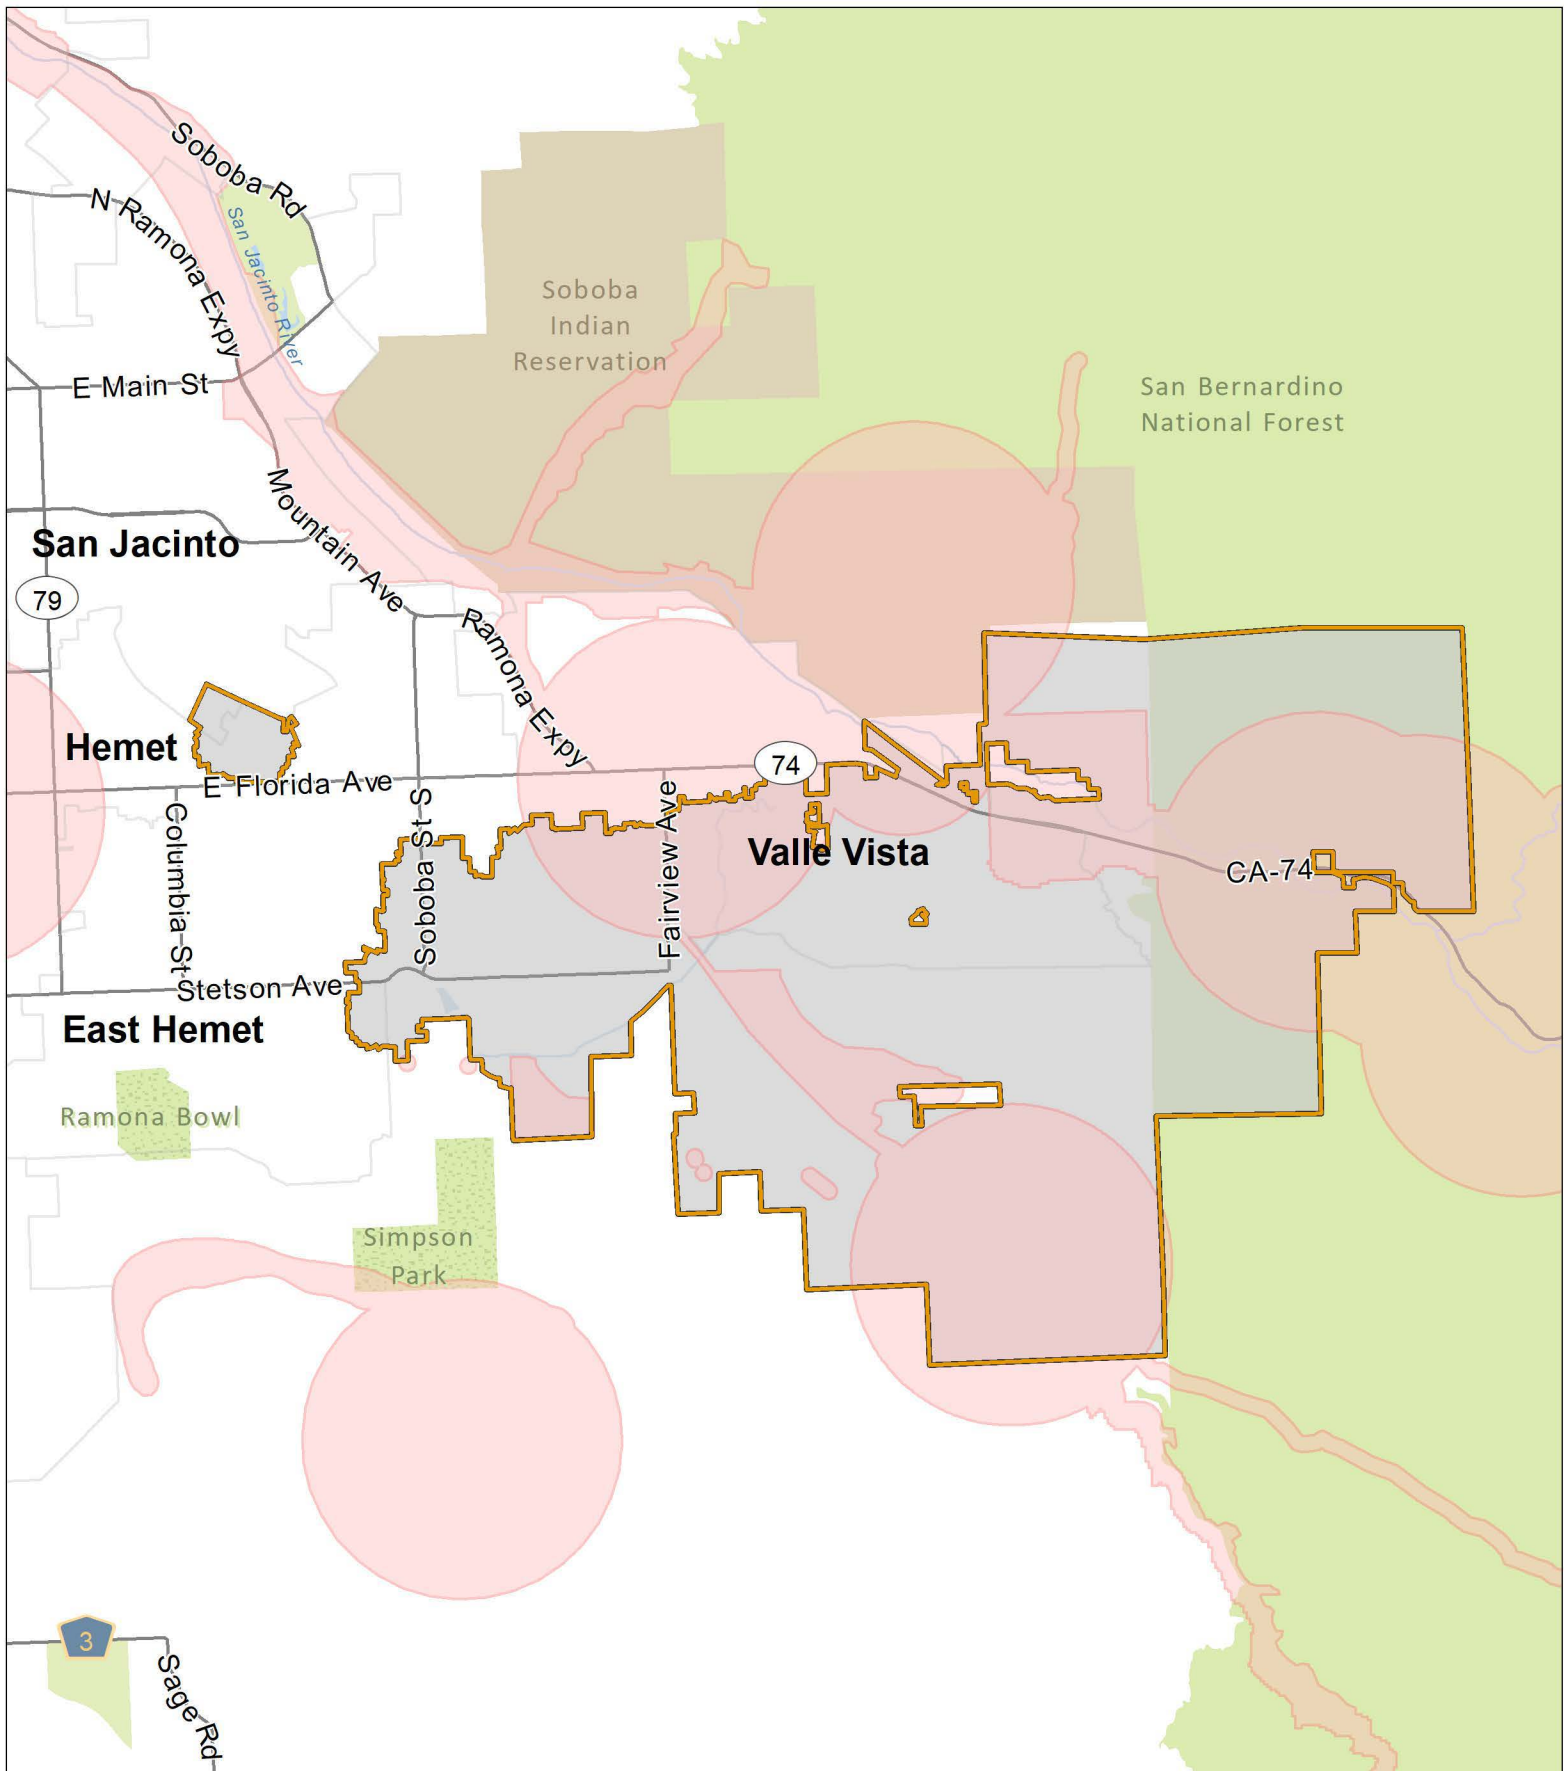 Soboba Rd
N Ramona Expy
San Jacinto River
Soboba
Indian
Reservation
E Main St
San Bernardino
National Forest
Mountain Ave
San Jacinto
79
Ramona Expy
Hemet
74
E Florida Ave
Columbia St
Soboba St S
Fairview Ave
Valle Vista
CA-74
Stetson Ave
East Hemet
Ramona Bowl
Simpson
Park
3
Sage Rd